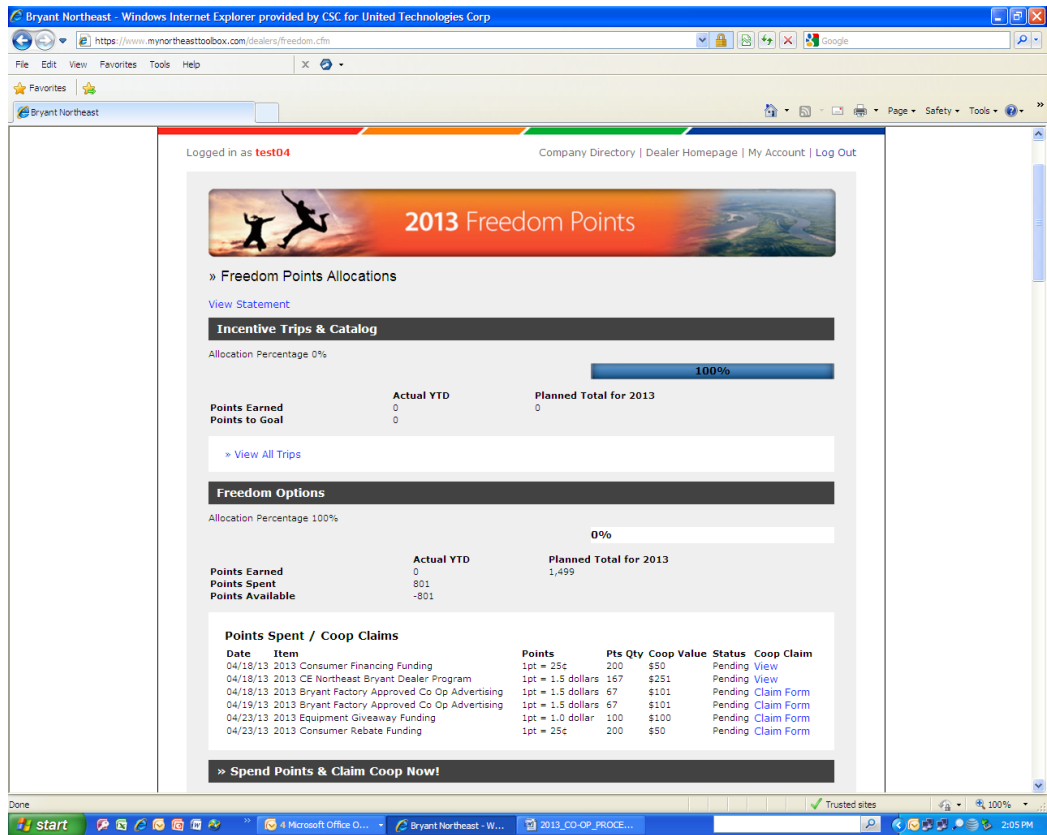 Bryant Northeast - Windows Internet Explorer provided by CSC for United Technologies Corp
https://www.mynortheasttoolbox.com/dealers/freedom.cfm
Google
File Edit View Favorites Tools Help
Favorites
Bryant Northeast
Page Safety Tools
Logged in as test04
Company Directory | Dealer Homepage | My Account | Log Out
2013 Freedom Points
» Freedom Points Allocations
View Statement
Incentive Trips & Catalog
Allocation Percentage 0%
100%
Actual YTD Planned Total for 2013
Points Earned 0 0
Points to Goal 0
» View All Trips
Freedom Options
Allocation Percentage 100%
0%
Actual YTD Planned Total for 2013
Points Earned 0 1,499
Points Spent 801
Points Available -801
Points Spent / Coop Claims
Date Item Points Pts Qty Coop Value Status Coop Claim
04/18/13 2013 Consumer Financing Funding 1pt = 25¢ 200 $50 Pending View
04/18/13 2013 CE Northeast Bryant Dealer Program 1pt = 1.5 dollars 167 $251 Pending View
04/18/13 2013 Bryant Factory Approved Co Op Advertising 1pt = 1.5 dollars 67 $101 Pending Claim Form
04/19/13 2013 Bryant Factory Approved Co Op Advertising 1pt = 1.5 dollars 67 $101 Pending Claim Form
04/23/13 2013 Equipment Giveaway Funding 1pt = 1.0 dollar 100 $100 Pending Claim Form
04/23/13 2013 Consumer Rebate Funding 1pt = 25¢ 200 $50 Pending Claim Form
» Spend Points & Claim Coop Now!
Done
Trusted sites
100%
start
4 Microsoft Office O...
Bryant Northeast - W...
2013_CO-OP_PROCE...
2:05 PM